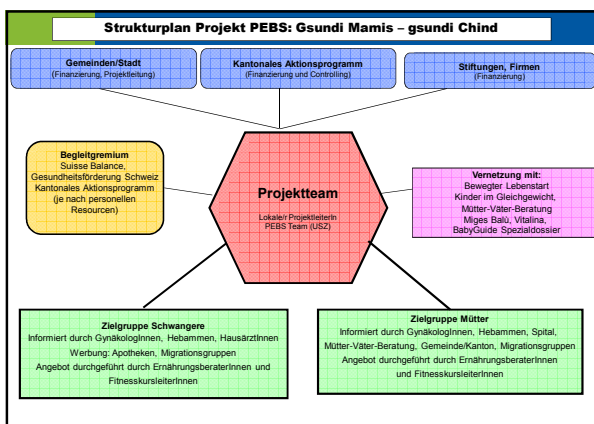 Strukturplan Projekt PEBS: Gsundi Mamis – gsundi Chind
Gemeinden/Stadt
(Finanzierung, Projektleitung)
Kantonales Aktionsprogramm
(Finanzierung und Controlling)
Stiftungen, Firmen
(Finanzierung)
Begleitgremium
Suisse Balance,
Gesundheitsförderung Schweiz
Kantonales Aktionsprogramm
(je nach personellen
Resourcen)
Projektteam
Lokale/r ProjektleiterIn
PEBS Team (USZ)
Vernetzung mit:
Bewegter Lebenstart
Kinder im Gleichgewicht,
Mütter-Väter-Beratung
Miges Balù, Vitalina,
BabyGuide Spezialdossier
Zielgruppe Schwangere
Informiert durch GynäkologInnen, Hebammen, HausärztInnen
Werbung: Apotheken, Migrationsgruppen
Angebot durchgeführt durch ErnährungsberaterInnen und
FitnesskursleiterInnen
Zielgruppe Mütter
Informiert durch GynäkologInnen, Hebammen, Spital,
Mütter-Väter-Beratung, Gemeinde/Kanton, Migrationsgruppen
Angebot durchgeführt durch ErnährungsberaterInnen
und FitnesskursleiterInnen